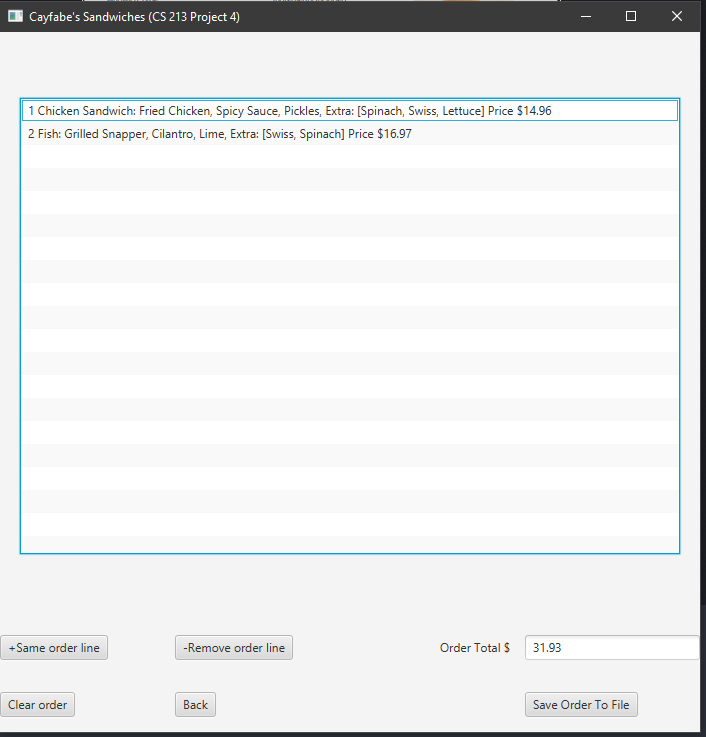 Cayfabe's Sandwiches (CS 213 Project 4)
1 Chicken Sandwich: Fried Chicken, Spicy Sauce, Pickles, Extra: [Spinach, Swiss, Lettuce] Price $14.96
2 Fish: Grilled Snapper, Cilantro, Lime, Extra: [Swiss, Spinach] Price $16.97
+Same order line
-Remove order line
Order Total $
31.93
Clear order
Back
Save Order To File